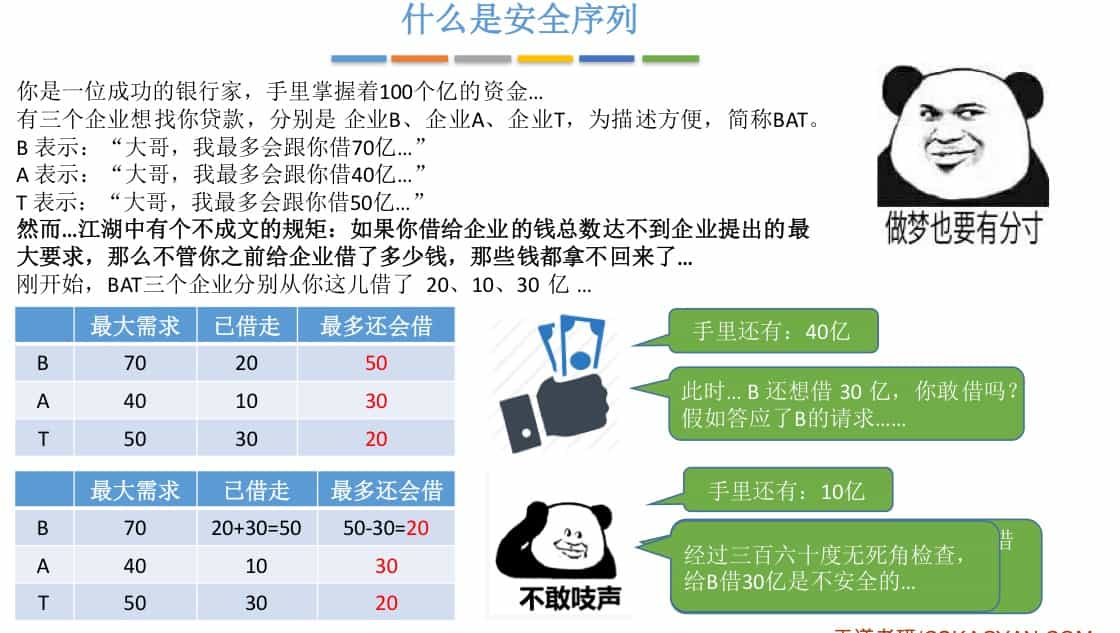 什么是安全序列
你是一位成功的银行家，手里掌握着100个亿的资金...
有三个企业想找你贷款，分别是 企业B、企业A、企业T，为描述方便，简称BAT。
B 表示：“大哥，我最多会跟你借70亿...”
A 表示：“大哥，我最多会跟你借40亿...”
T 表示：“大哥，我最多会跟你借50亿...”
然而...江湖中有个不成文的规矩：如果你借给企业的钱总数达不到企业提出的最
大要求，那么不管你之前给企业借了多少钱，那些钱都拿不回来了...
刚开始，BAT三个企业分别从你这儿借了 20、10、30 亿 ...
做梦也要有分寸
最大需求 已借走 最多还会借
B 70 20 50
A 40 10 30
T 50 30 20
手里还有：40亿
此时... B 还想借 30 亿，你敢借吗？
假如答应了B的请求......
最大需求 已借走 最多还会借
B 70 20+30=50 50-30=20
A 40 10 30
T 50 30 20
不敢吱声
手里还有：10亿
借
经过三百六十度无死角检查，
给B借30亿是不安全的...